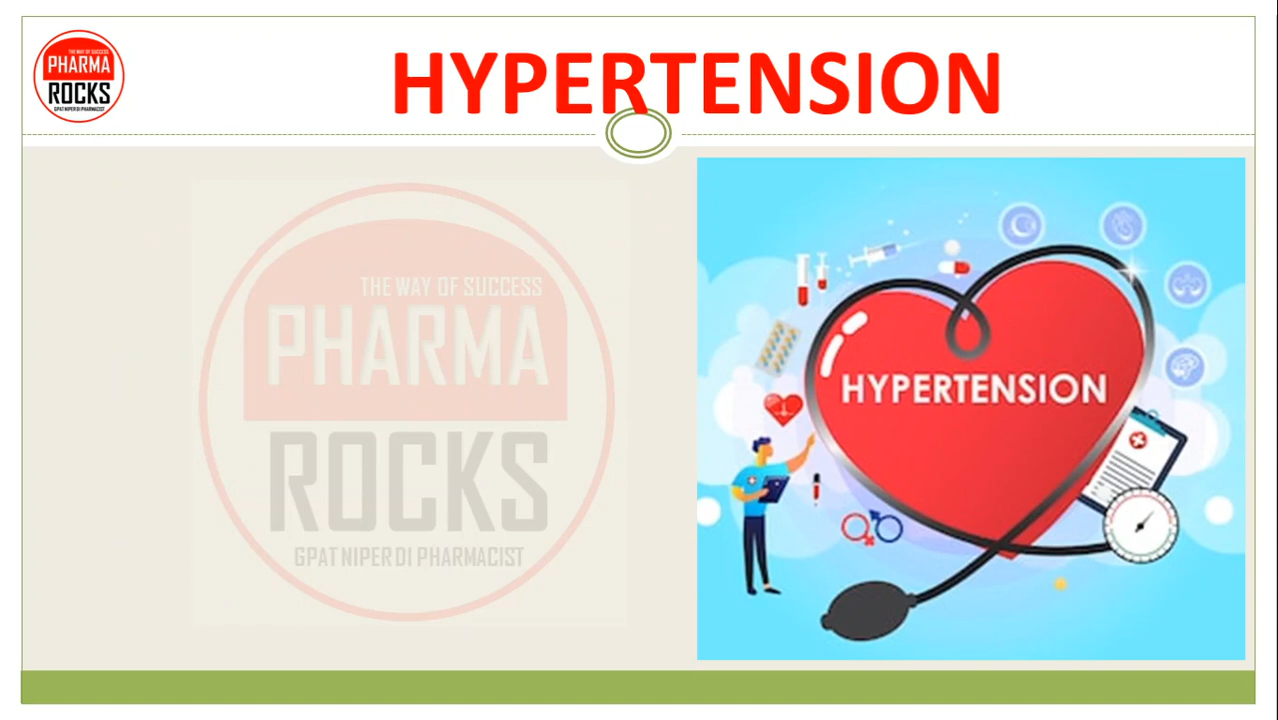 THE WAY OF SUCCESS
PHARMA
ROCKS
GPAT NIPER DI PHARMACIST
HYPERTENSION
THE WAY OF SUCCESS
PHARMA
ROCKS
GPAT NIPER DI PHARMACIST
HYPERTENSION